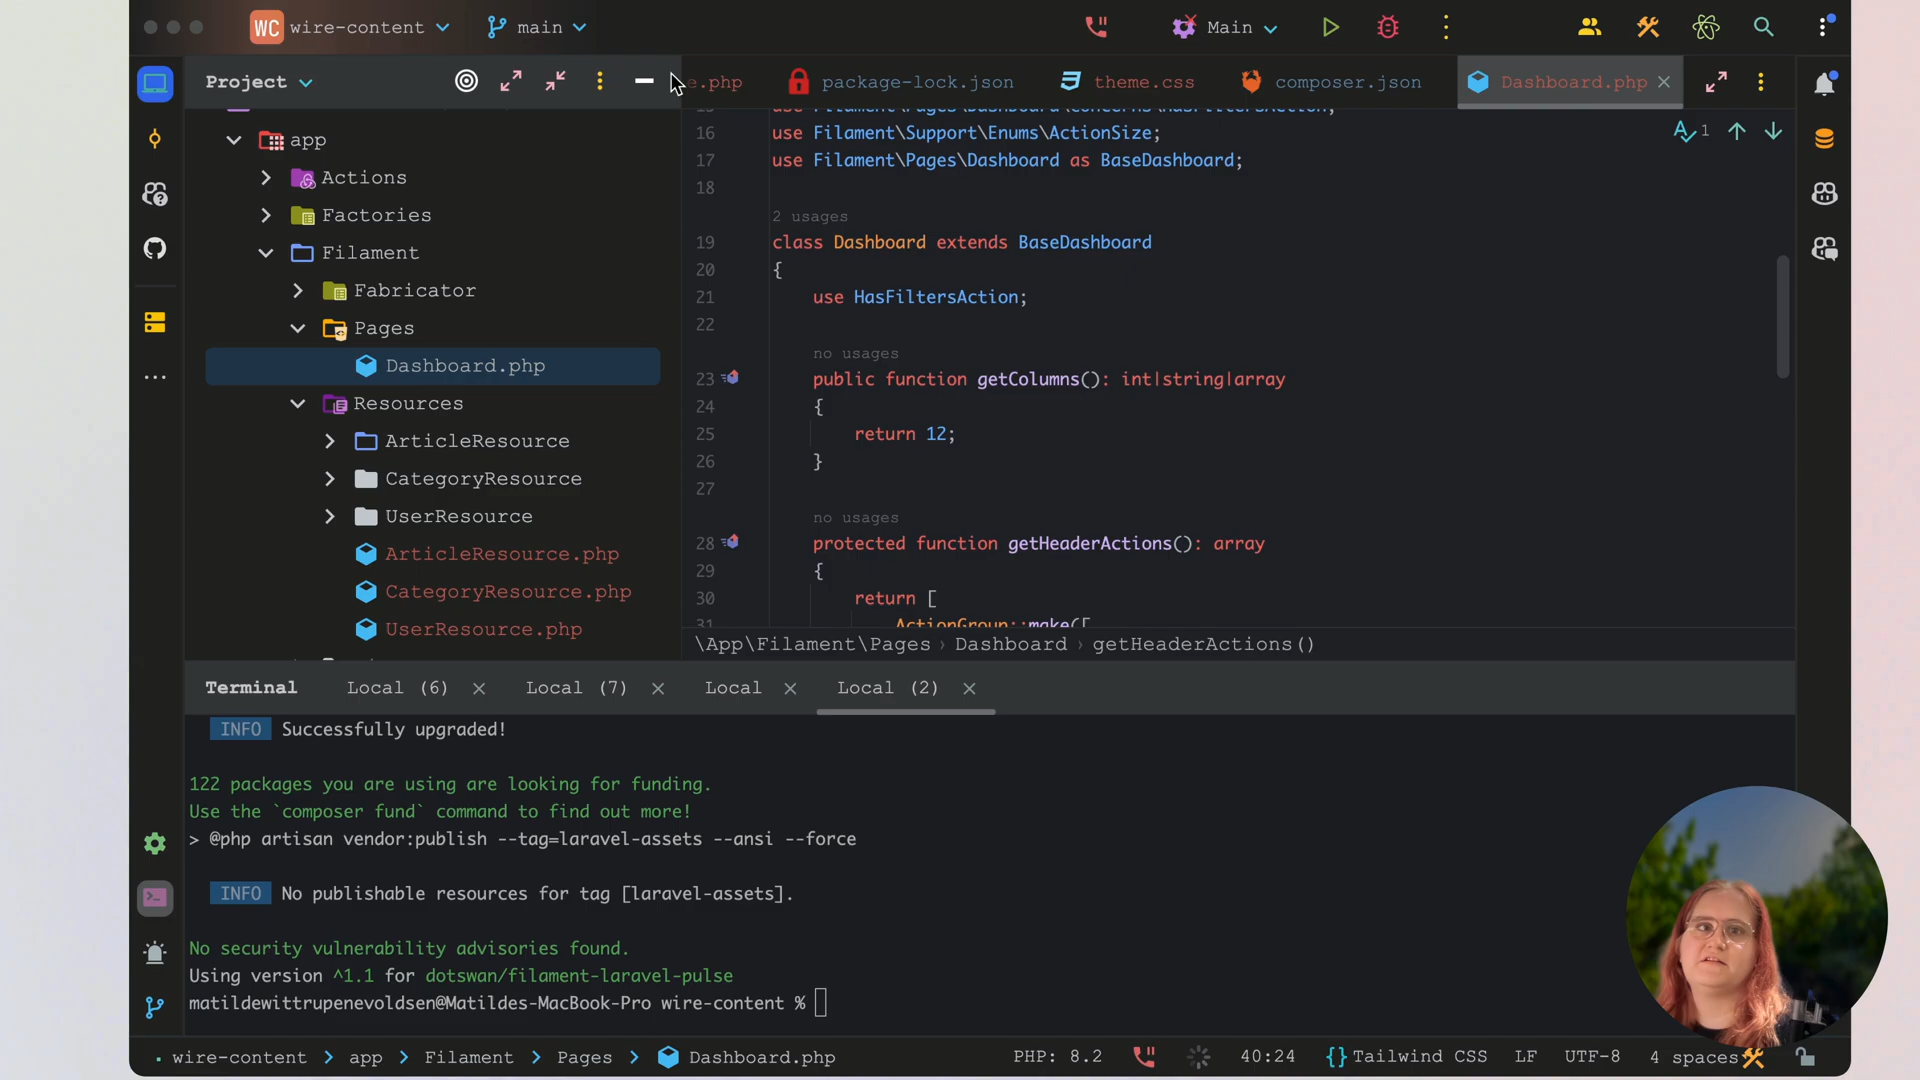 WC wire-content main Main
Project e.php package-lock.json theme.css composer.json Dashboard.php
app
Actions
Factories
Filament
Fabricator
Pages
Dashboard.php
Resources
ArticleResource
CategoryResource
UserResource
ArticleResource.php
CategoryResource.php
UserResource.php
16 use Filament\Support\Enums\ActionSize;
17 use Filament\Pages\Dashboard as BaseDashboard;
18
2 usages
19 class Dashboard extends BaseDashboard
20 {
21 use HasFiltersAction;
22
no usages
23 public function getColumns(): int|string|array
24 {
25 return 12;
26 }
27
no usages
28 protected function getHeaderActions(): array
29 {
30 return [
31 ActionGroup::make([
1
\App\Filament\Pages › Dashboard › getHeaderActions()
Terminal Local (6) Local (7) Local Local (2)
INFO Successfully upgraded!
122 packages you are using are looking for funding.
Use the `composer fund` command to find out more!
> @php artisan vendor:publish --tag=laravel-assets --ansi --force
INFO No publishable resources for tag [laravel-assets].
No security vulnerability advisories found.
Using version ^1.1 for dotswan/filament-laravel-pulse
matildewittrupenevoldsen@Matildes-MacBook-Pro wire-content %
wire-content > app > Filament > Pages > Dashboard.php PHP: 8.2 40:24 {} Tailwind CSS LF UTF-8 4 spaces